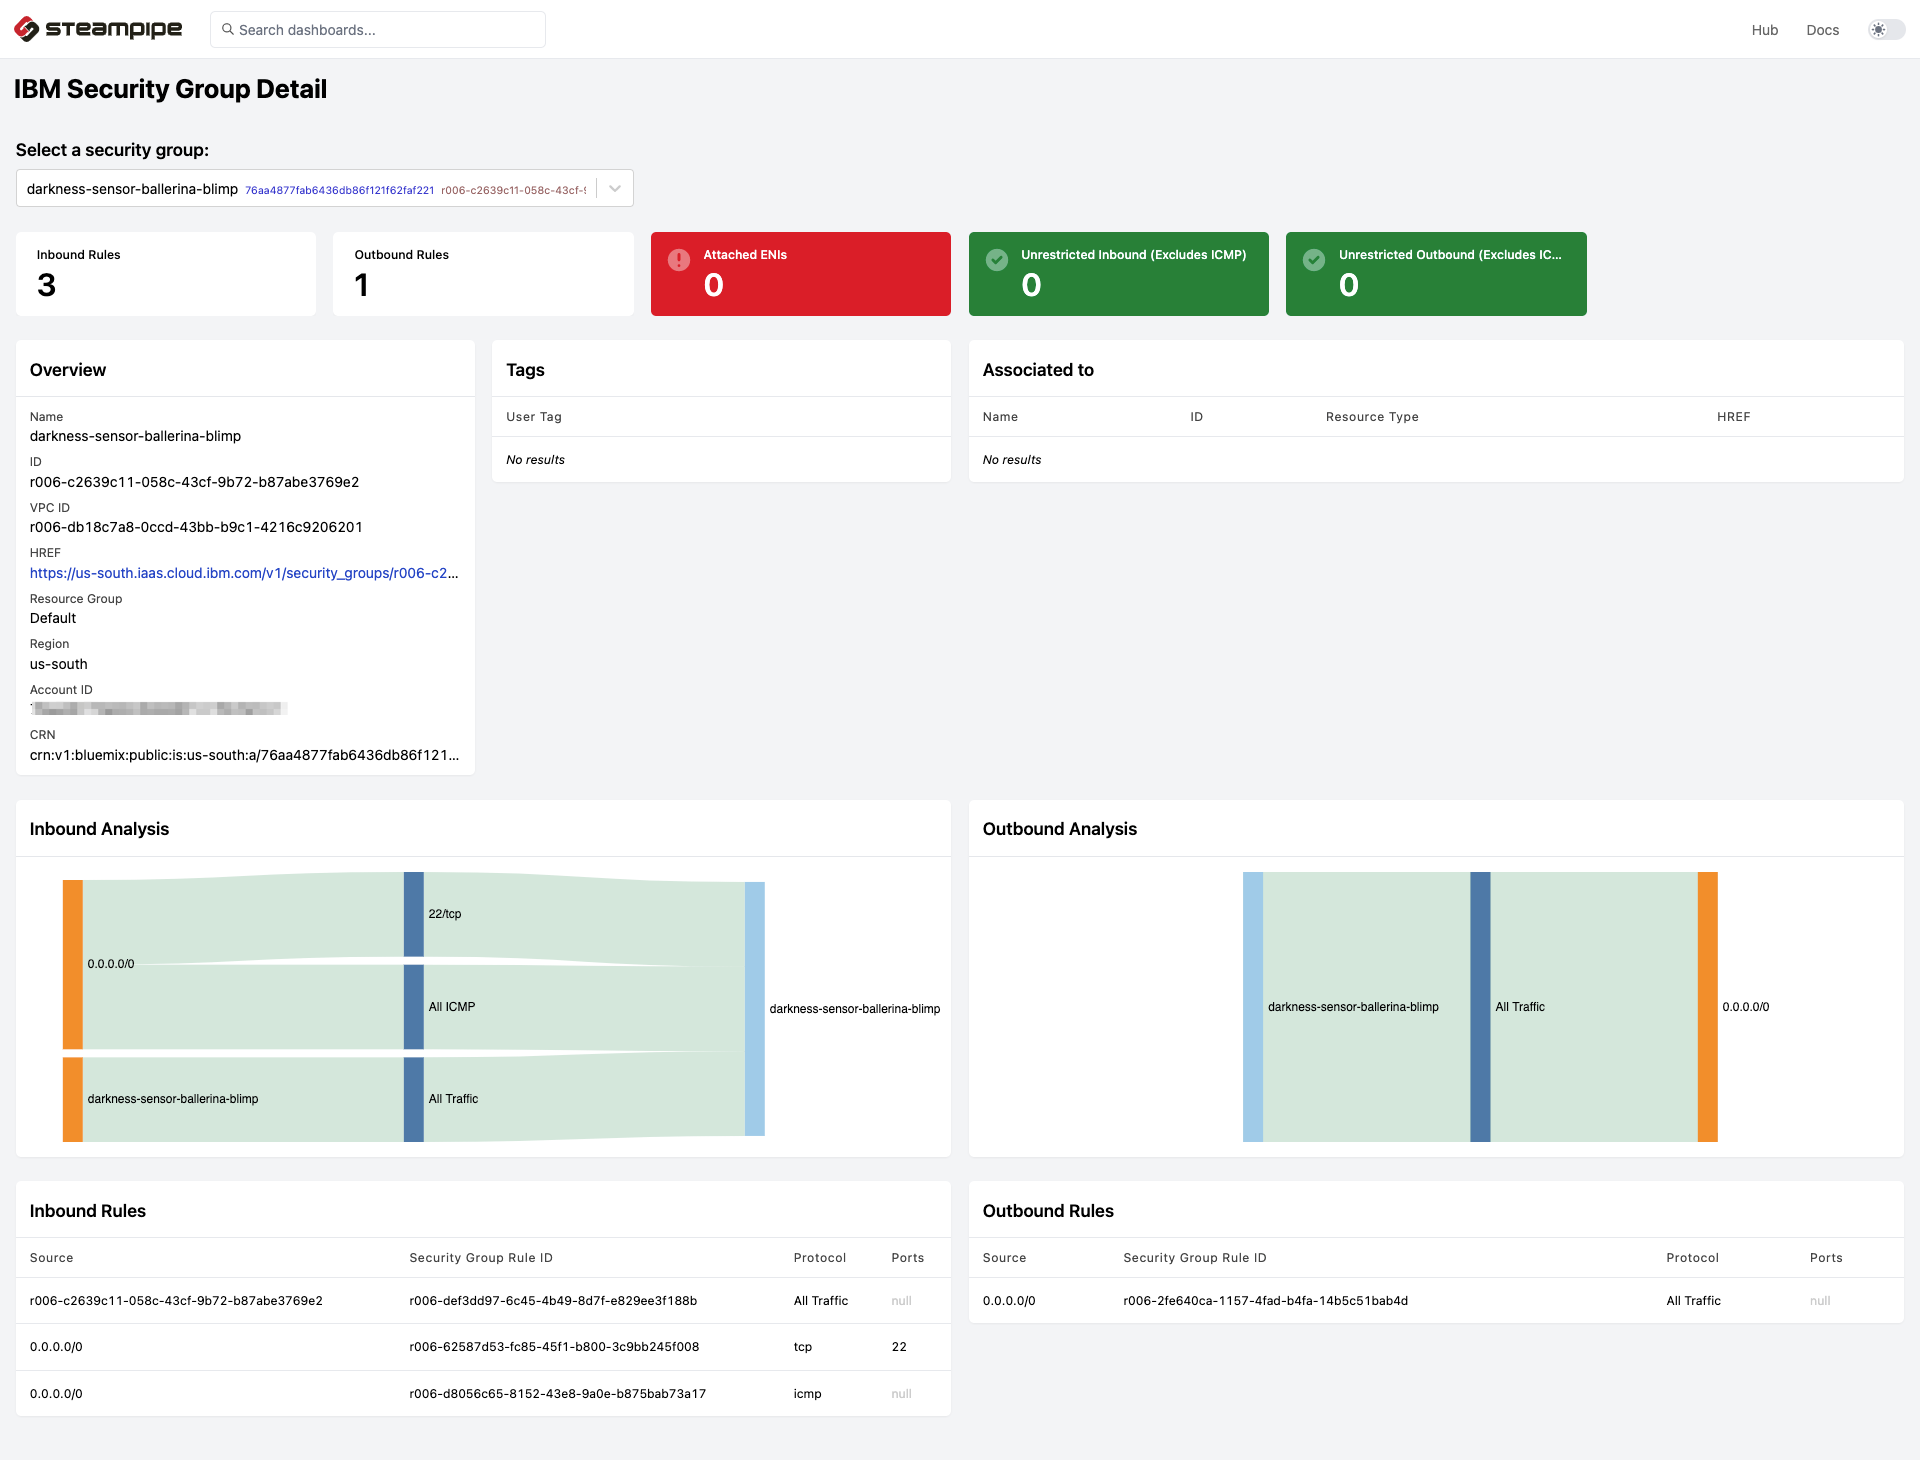 steampipe
Search dashboards...
Hub
Docs
IBM Security Group Detail
Select a security group:
darkness-sensor-ballerina-blimp 76aa4877fab6436db86f121f62faf221 r006-c2639c11-058c-43cf-9
Inbound Rules
3
Outbound Rules
1
Attached ENIs
0
Unrestricted Inbound (Excludes ICMP)
0
Unrestricted Outbound (Excludes IC...
0
Overview
Name
darkness-sensor-ballerina-blimp
ID
r006-c2639c11-058c-43cf-9b72-b87abe3769e2
VPC ID
r006-db18c7a8-0ccd-43bb-b9c1-4216c9206201
HREF
https://us-south.iaas.cloud.ibm.com/v1/security_groups/r006-c2...
Resource Group
Default
Region
us-south
Account ID
CRN
crn:v1:bluemix:public:is:us-south:a/76aa4877fab6436db86f121...
Tags
User Tag
No results
Associated to
Name ID Resource Type HREF
No results
Inbound Analysis
22/tcp
0.0.0.0/0
All ICMP
darkness-sensor-ballerina-blimp
darkness-sensor-ballerina-blimp
All Traffic
Outbound Analysis
darkness-sensor-ballerina-blimp
All Traffic
0.0.0.0/0
Inbound Rules
Source Security Group Rule ID Protocol Ports
r006-c2639c11-058c-43cf-9b72-b87abe3769e2 r006-def3dd97-6c45-4b49-8d7f-e829ee3f188b All Traffic null
0.0.0.0/0 r006-62587d53-fc85-45f1-b800-3c9bb245f008 tcp 22
0.0.0.0/0 r006-d8056c65-8152-43e8-9a0e-b875bab73a17 icmp null
Outbound Rules
Source Security Group Rule ID Protocol Ports
0.0.0.0/0 r006-2fe640ca-1157-4fad-b4fa-14b5c51bab4d All Traffic null